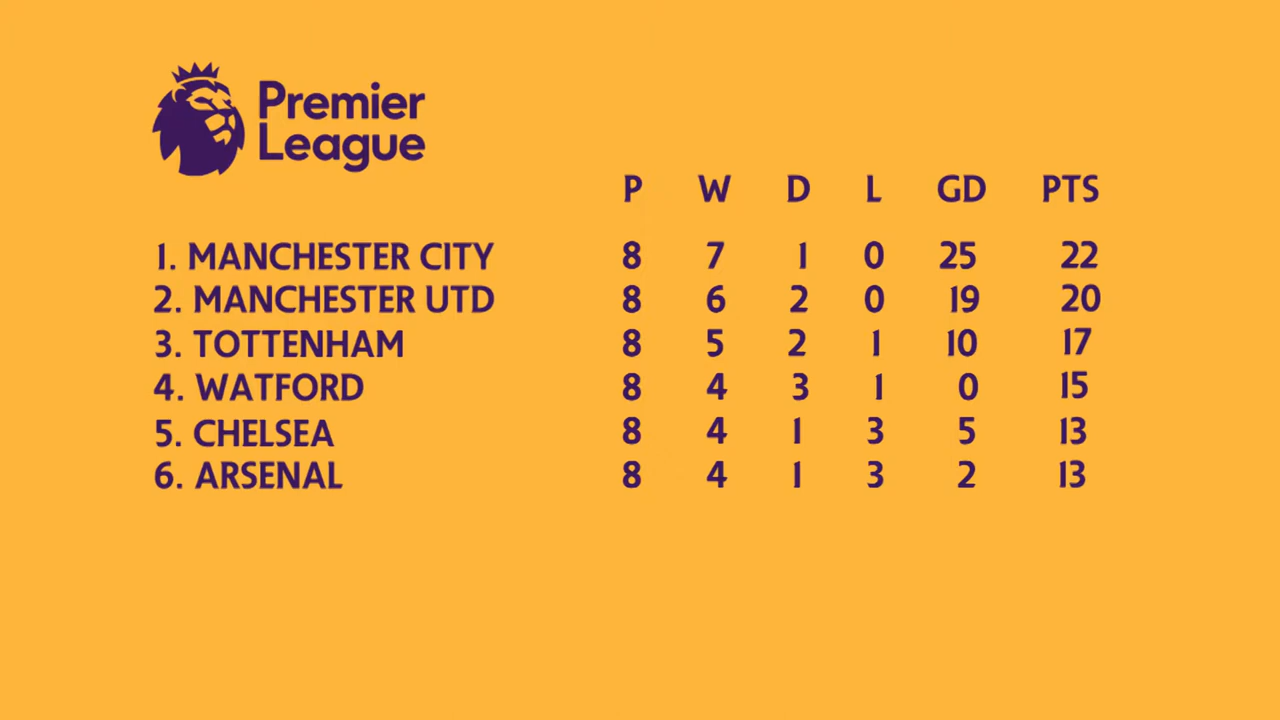 Premier
League
P W D L GD PTS
1. MANCHESTER CITY 8 7 1 0 25 22
2. MANCHESTER UTD 8 6 2 0 19 20
3. TOTTENHAM 8 5 2 1 10 17
4. WATFORD 8 4 3 1 0 15
5. CHELSEA 8 4 1 3 5 13
6. ARSENAL 8 4 1 3 2 13